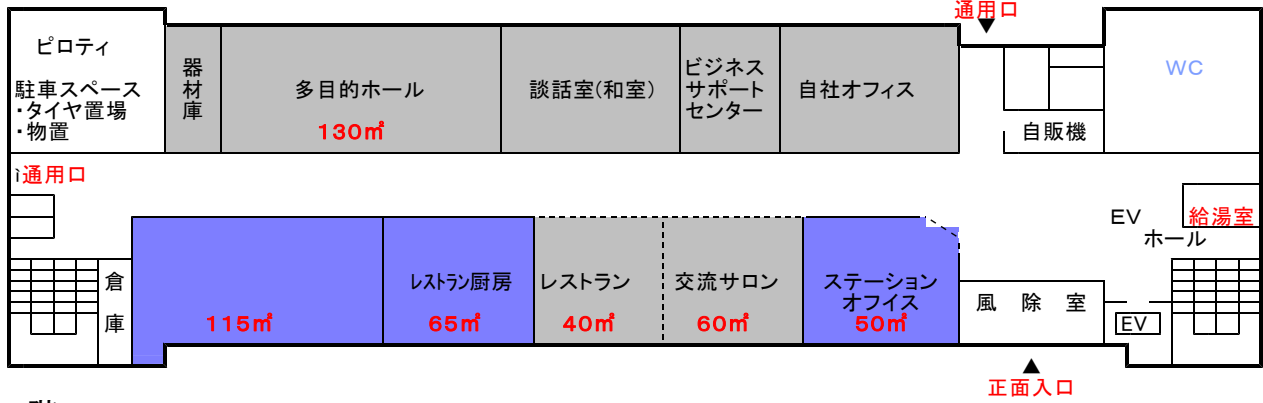 通用口
ピロティ
駐車スペース
・タイヤ置場
・物置
器材庫
多目的ホール
130㎡
談話室(和室)
ビジネス
サポート
センター
自社オフィス
WC
自販機
通用口
EV
ホール
給湯室
倉
庫
115㎡
レストラン厨房
65㎡
レストラン
40㎡
交流サロン
60㎡
ステーション
オフイス
50㎡
風 除 室
EV
正面入口